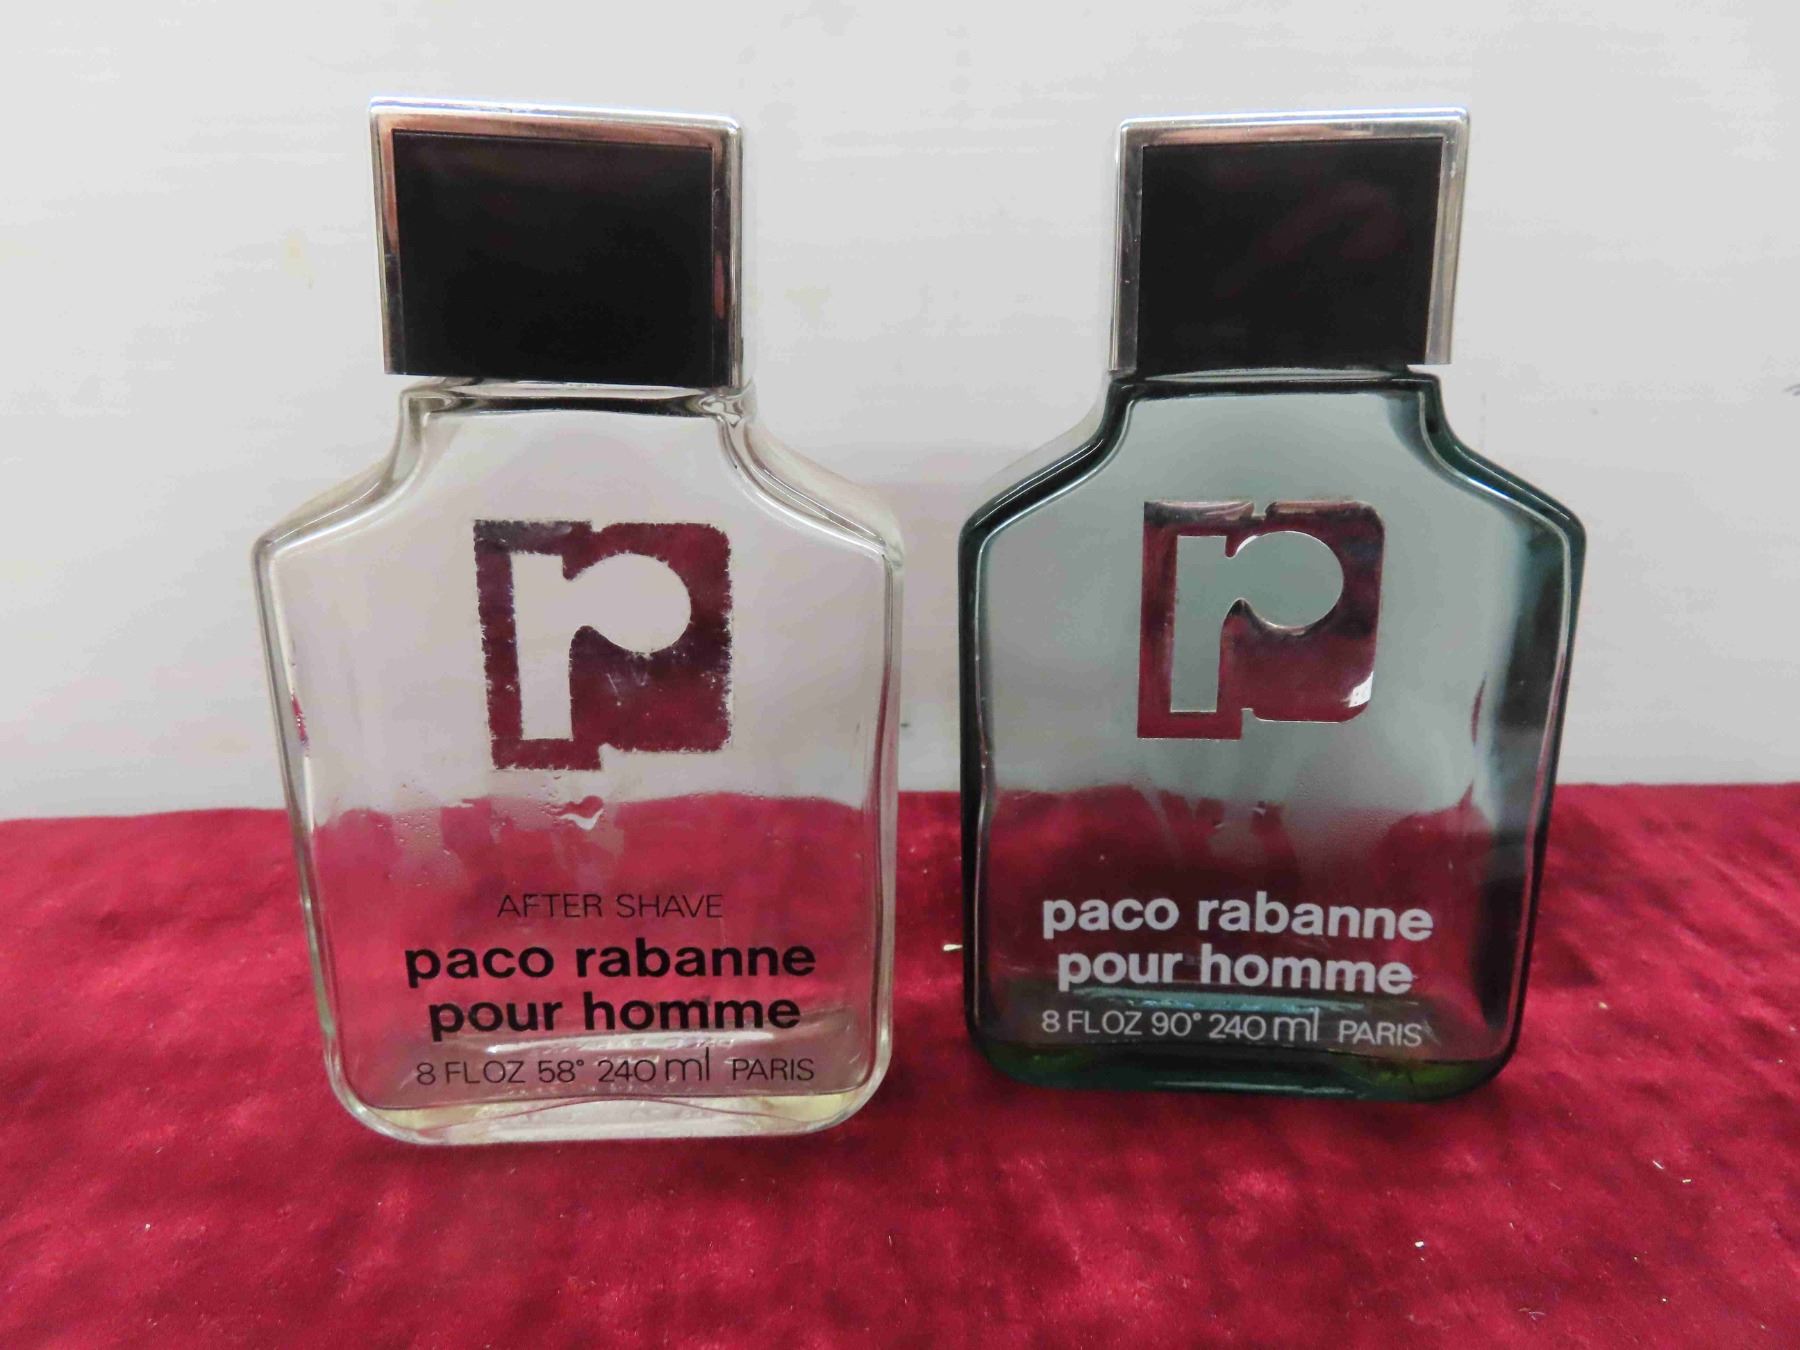 r
AFTER SHAVE
paco rabanne
pour homme
8 FL OZ 58° 240 ml PARIS
r
paco rabanne
pour homme
8 FL OZ 90° 240 ml PARIS